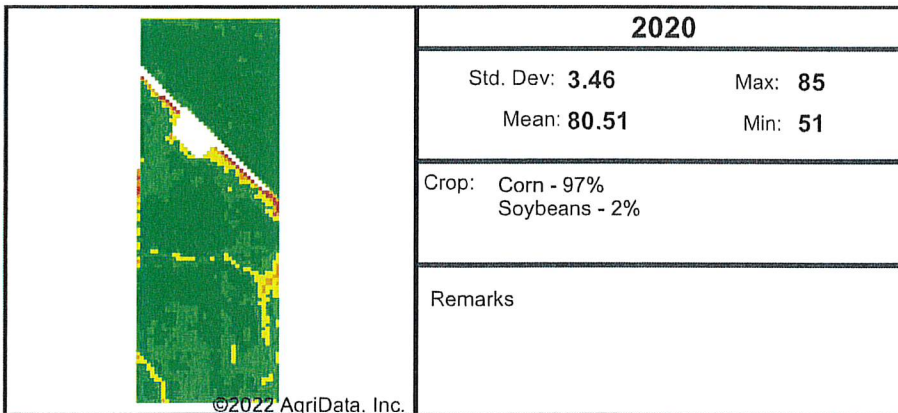 2020
Std. Dev: 3.46 Max: 85
Mean: 80.51 Min: 51
Crop: Corn - 97%
Soybeans - 2%
Remarks
©2022 AgriData, Inc.